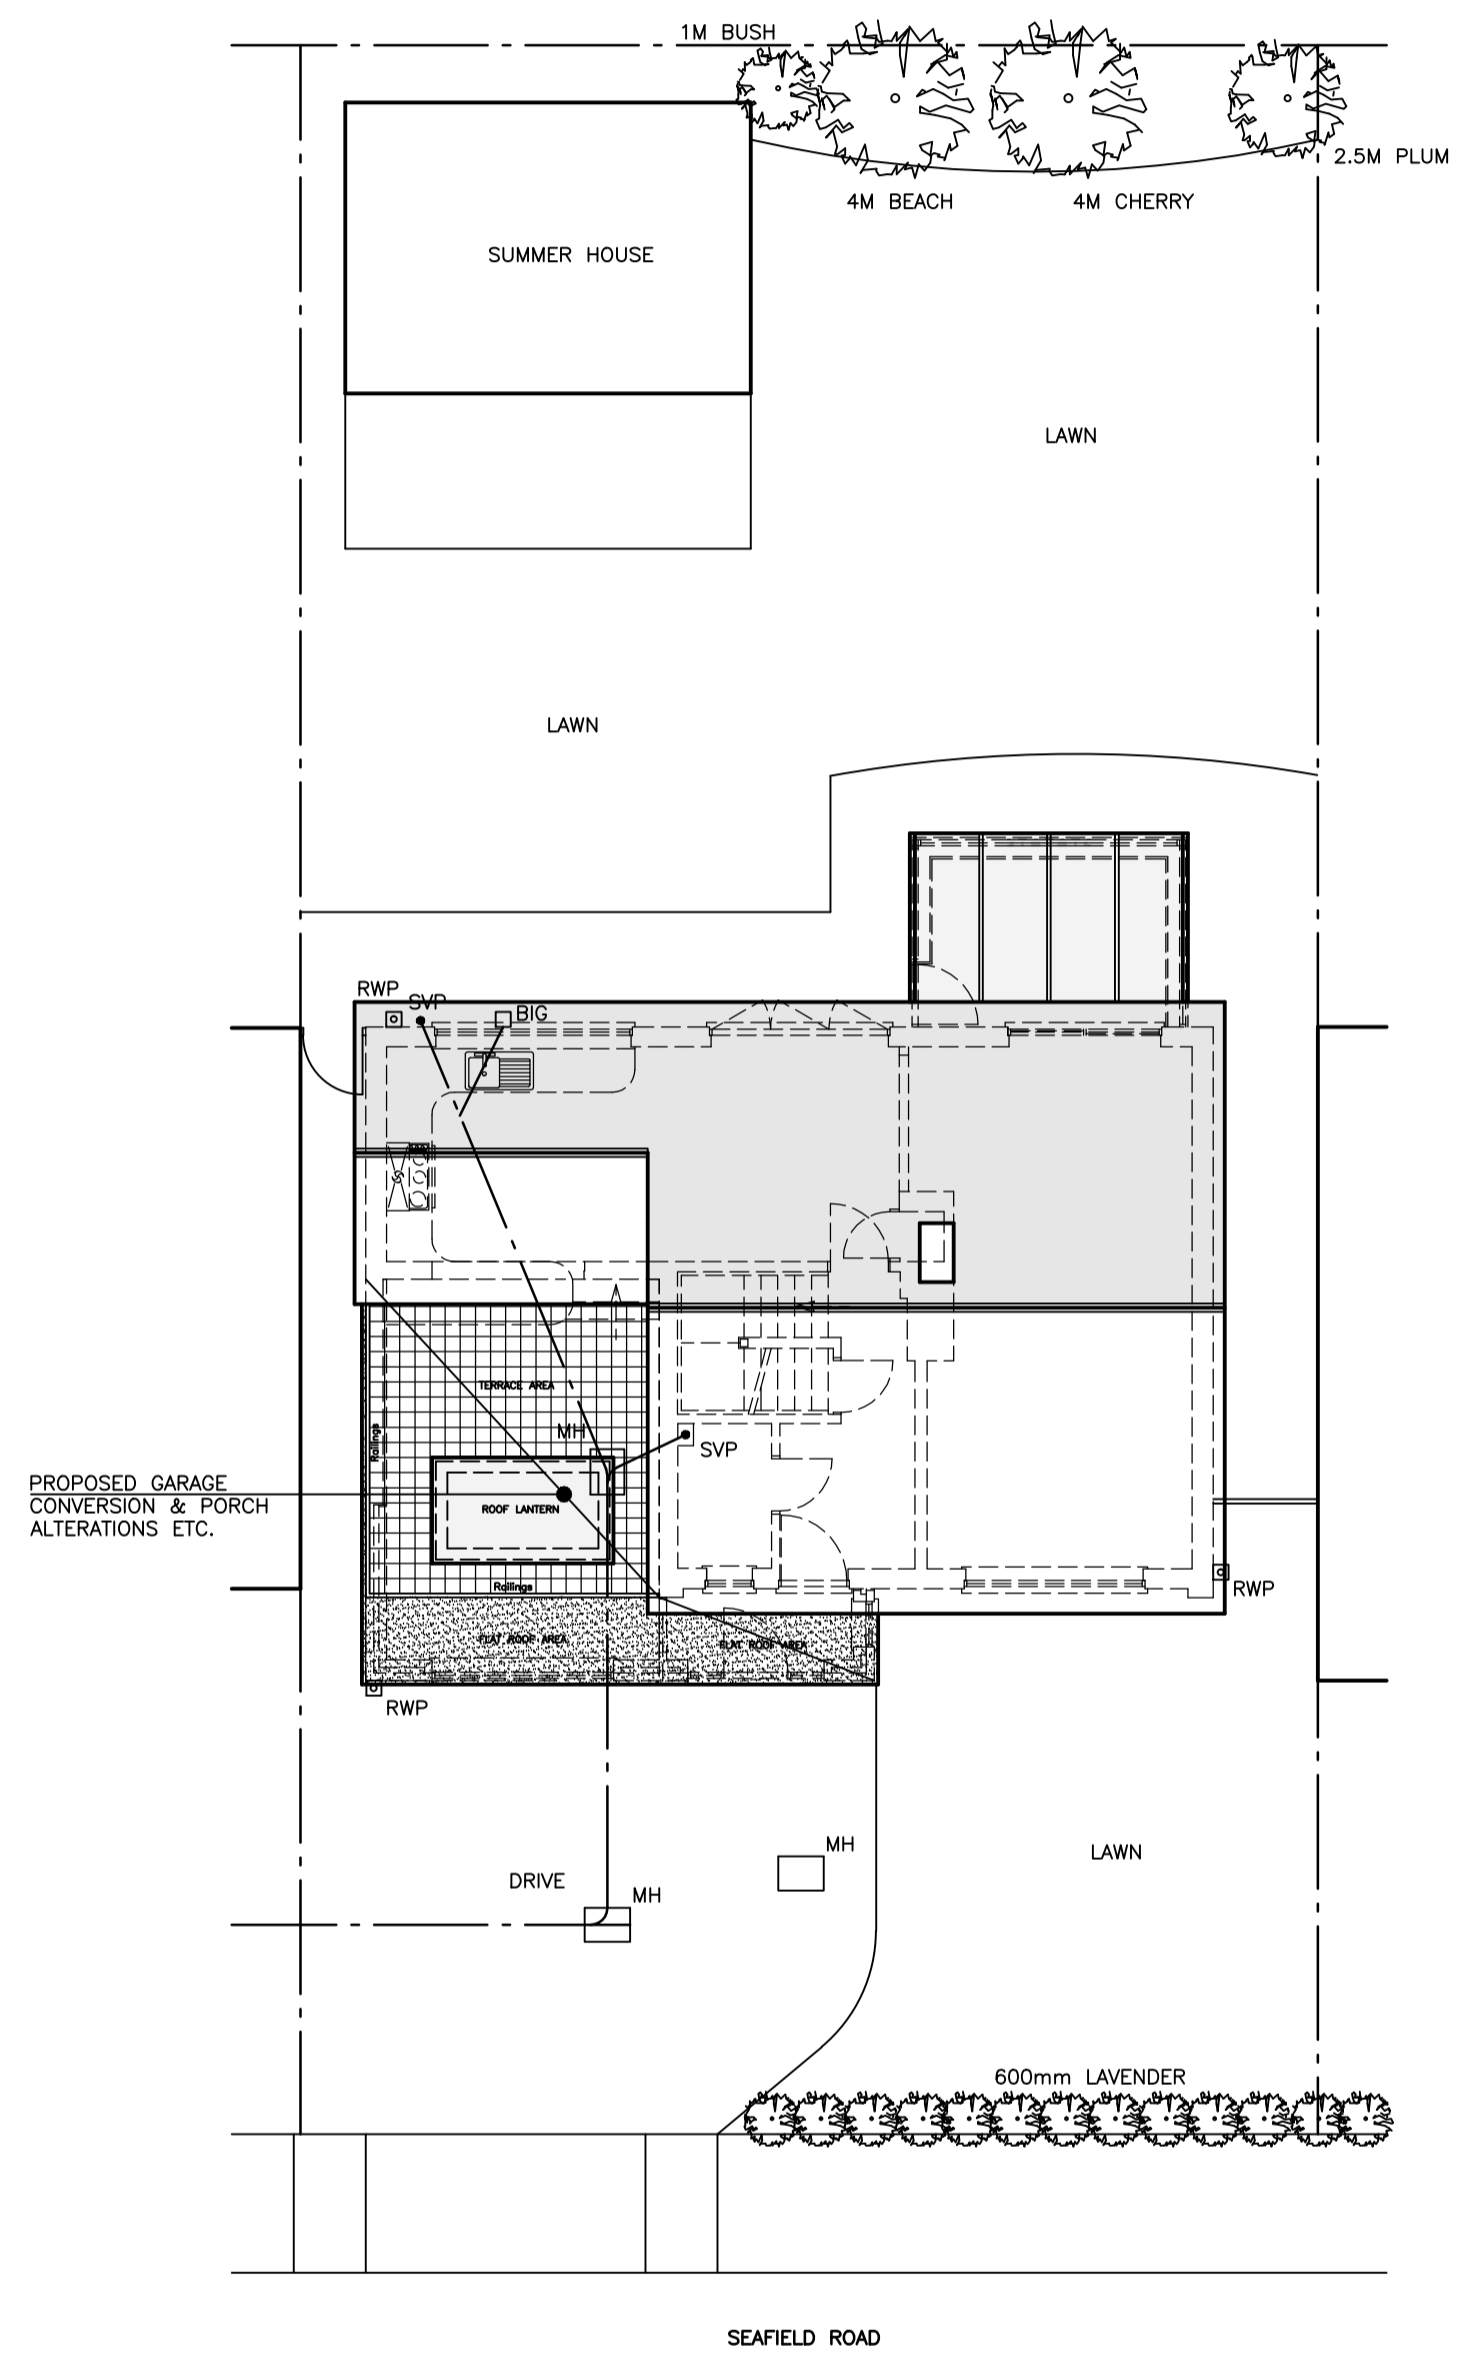 1M BUSH
2.5M PLUM
4M BEACH
4M CHERRY
SUMMER HOUSE
LAWN
LAWN
RWP
SVP
BIG
TERRACE AREA
Railings
MH
SVP
PROPOSED GARAGE
CONVERSION & PORCH
ALTERATIONS ETC.
ROOF LANTERN
Railings
RWP
FLAT ROOF AREA
FLAT ROOF AREA
RWP
MH
LAWN
DRIVE
MH
600mm LAVENDER
SEAFIELD ROAD